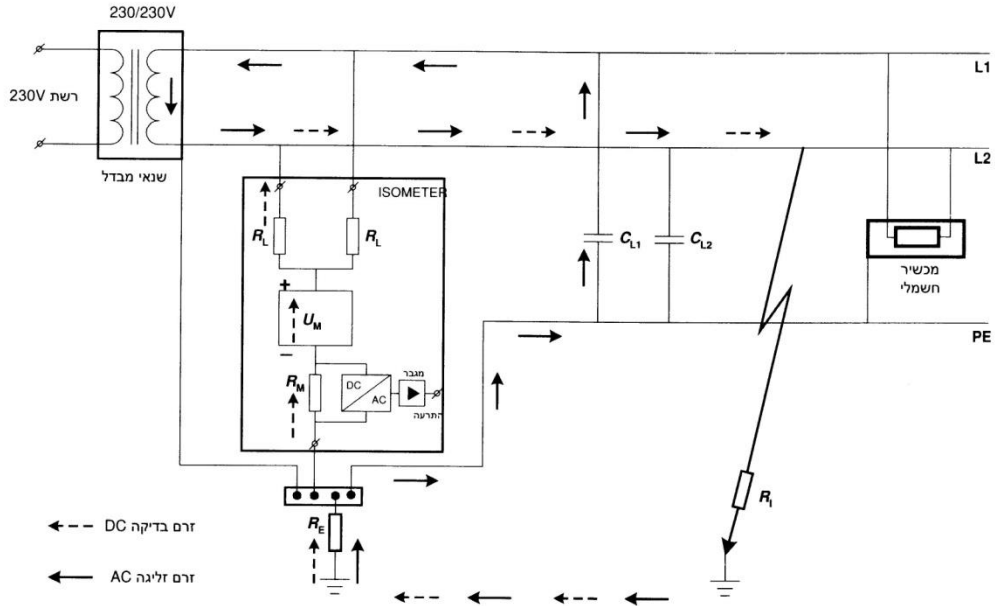 230/230V
רשת 230V
שנאי מבדל
L1
L2
ISOMETER
R_L
R_L
C_L1
C_L2
מכשיר
חשמלי
+
U_M
−
PE
R_M
DC
AC
מגבר
התרעה
R_I
R_E
זרם בדיקה DC
זרם זליגה AC